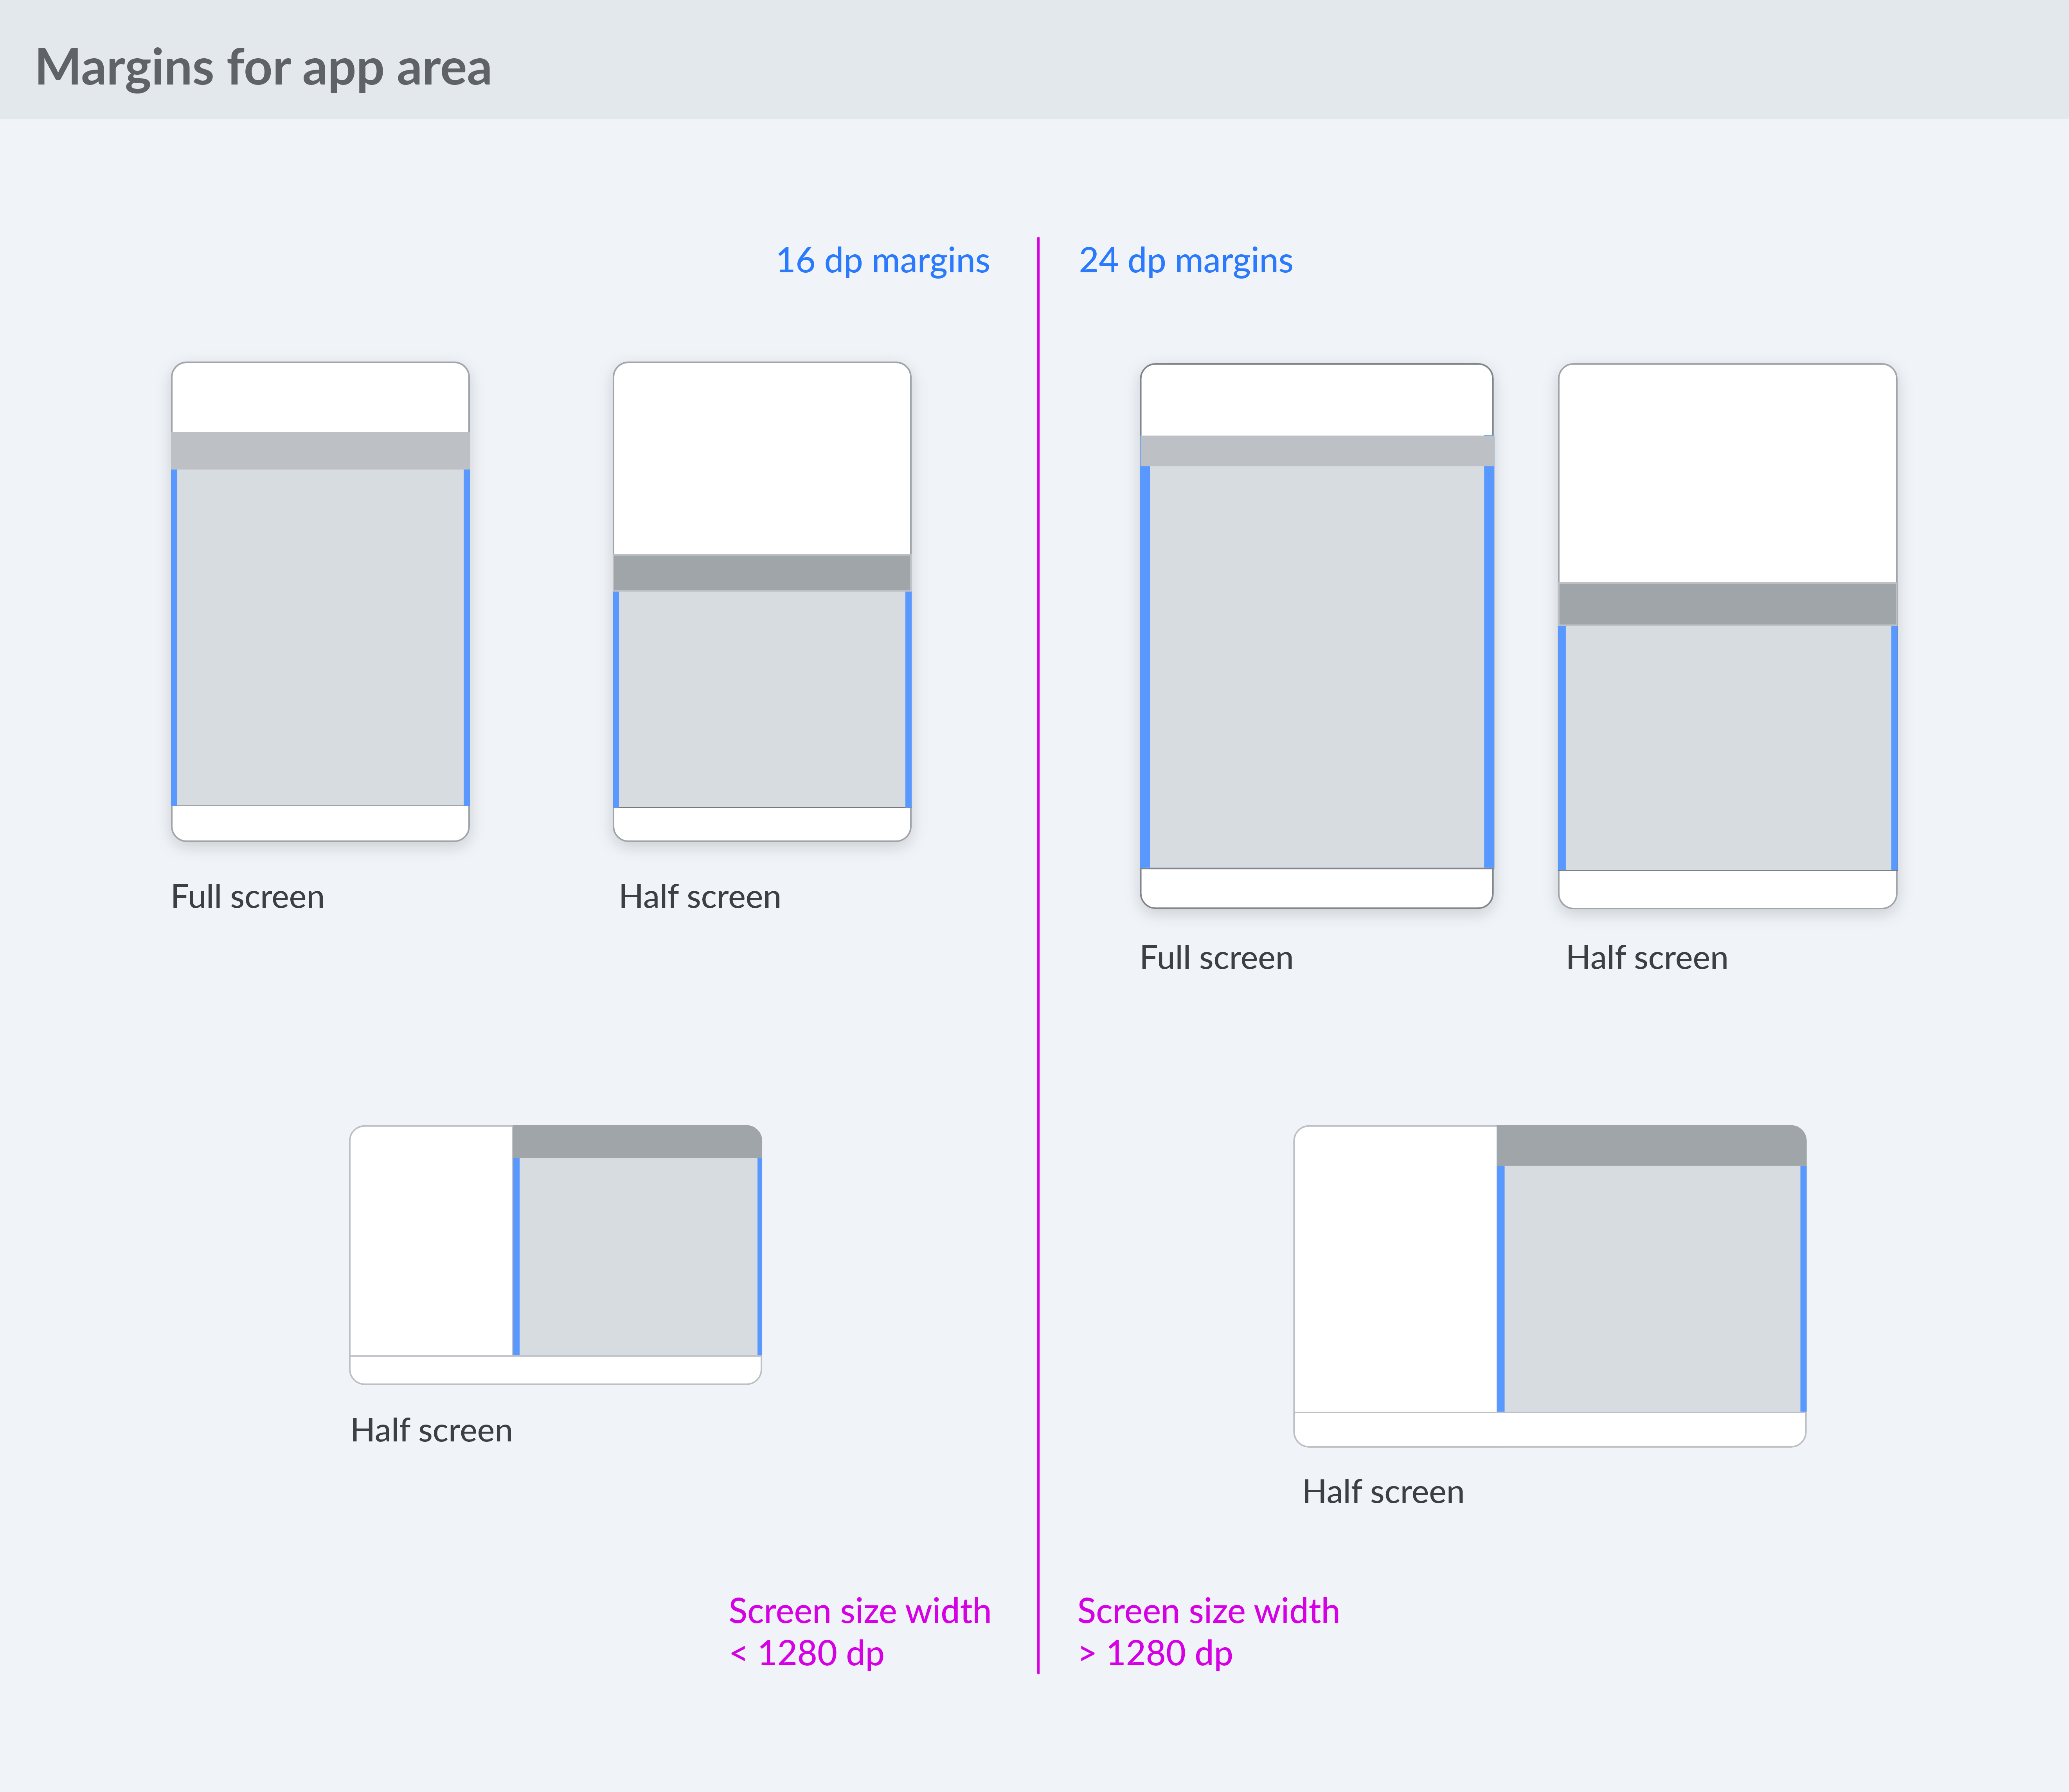 Margins for app area
16 dp margins
24 dp margins
Full screen
Half screen
Full screen
Half screen
Half screen
Half screen
Screen size width
< 1280 dp
Screen size width
> 1280 dp